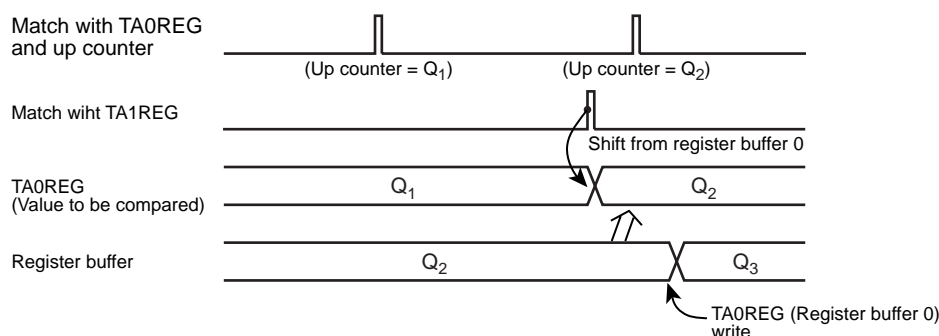 Match with TA0REG
and up counter
(Up counter = Q1)
(Up counter = Q2)
Match wiht TA1REG
Shift from register buffer 0
TA0REG
(Value to be compared)
Q1
Q2
Register buffer
Q2
Q3
TA0REG (Register buffer 0)
write